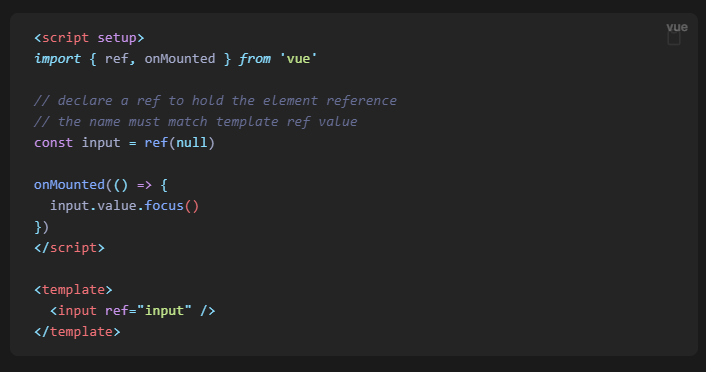 vue
<script setup>
import { ref, onMounted } from 'vue'

// declare a ref to hold the element reference
// the name must match template ref value
const input = ref(null)

onMounted(() => {
  input.value.focus()
})
</script>

<template>
  <input ref="input" />
</template>